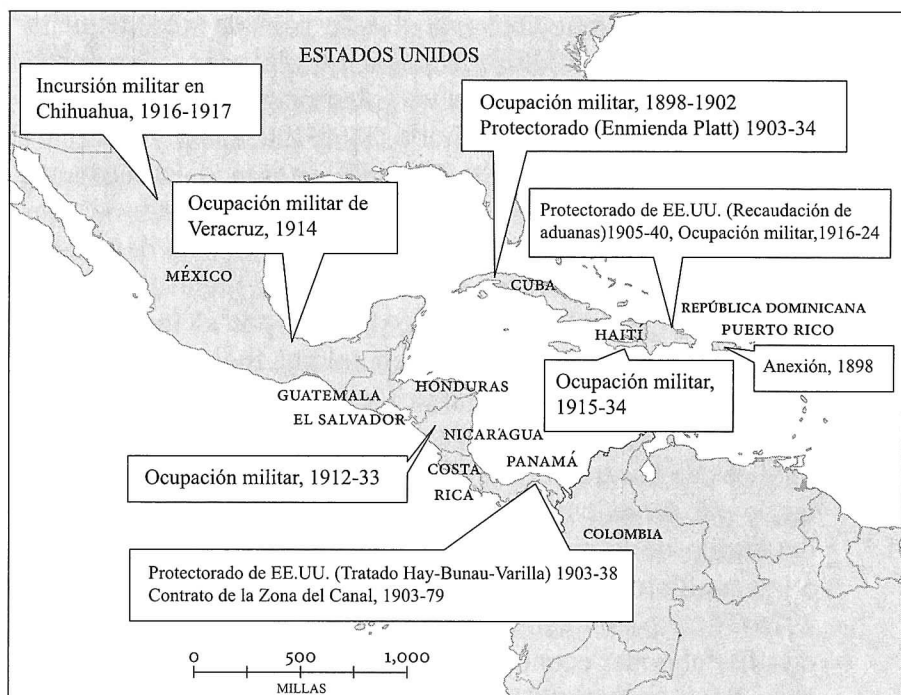 ESTADOS UNIDOS
Incursión militar en
Chihuahua, 1916-1917
Ocupación militar, 1898-1902
Protectorado (Enmienda Platt) 1903-34
Ocupación militar de
Veracruz, 1914
Protectorado de EE.UU. (Recaudación de
aduanas)1905-40, Ocupación militar,1916-24
MÉXICO
CUBA
REPÚBLICA DOMINICANA
HAITÍ
PUERTO RICO
Anexión, 1898
Ocupación militar,
1915-34
GUATEMALA
HONDURAS
EL SALVADOR
NICARAGUA
Ocupación militar, 1912-33
COSTA
RICA
PANAMÁ
COLOMBIA
Protectorado de EE.UU. (Tratado Hay-Bunau-Varilla) 1903-38
Contrato de la Zona del Canal, 1903-79
0 500 1,000
MILLAS